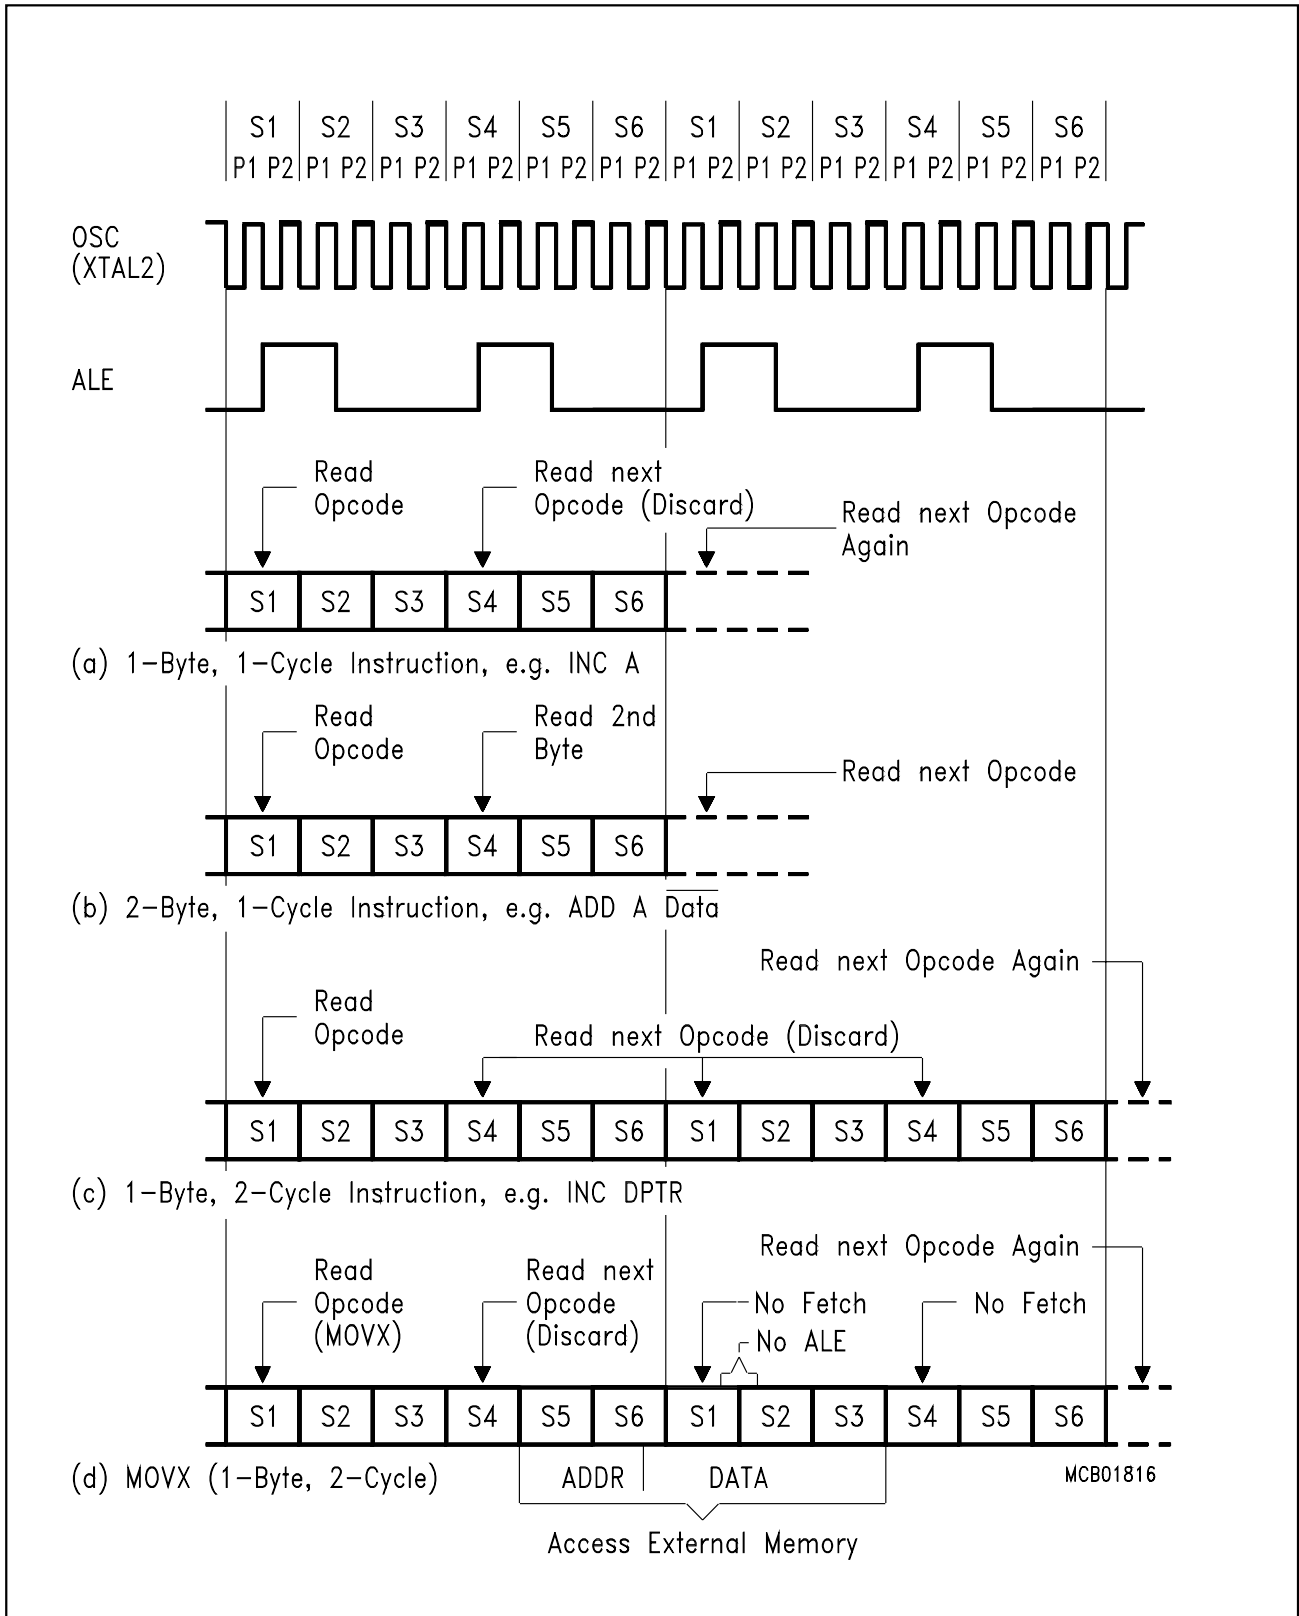 S1 S2 S3 S4 S5 S6 S1 S2 S3 S4 S5 S6
P1 P2 P1 P2 P1 P2 P1 P2 P1 P2 P1 P2 P1 P2 P1 P2 P1 P2 P1 P2 P1 P2 P1 P2
OSC
(XTAL2)
ALE
Read
Opcode
Read next
Opcode (Discard)
Read next Opcode
Again
S1 S2 S3 S4 S5 S6
(a) 1-Byte, 1-Cycle Instruction, e.g. INC A
Read
Opcode
Read 2nd
Byte
Read next Opcode
S1 S2 S3 S4 S5 S6
(b) 2-Byte, 1-Cycle Instruction, e.g. ADD A Data
Read next Opcode Again
Read
Opcode
Read next Opcode (Discard)
S1 S2 S3 S4 S5 S6 S1 S2 S3 S4 S5 S6
(c) 1-Byte, 2-Cycle Instruction, e.g. INC DPTR
Read next Opcode Again
Read
Opcode
(MOVX)
Read next
Opcode
(Discard)
No Fetch
No ALE
No Fetch
S1 S2 S3 S4 S5 S6 S1 S2 S3 S4 S5 S6
(d) MOVX (1-Byte, 2-Cycle)
ADDR
DATA
MCB01816
Access External Memory